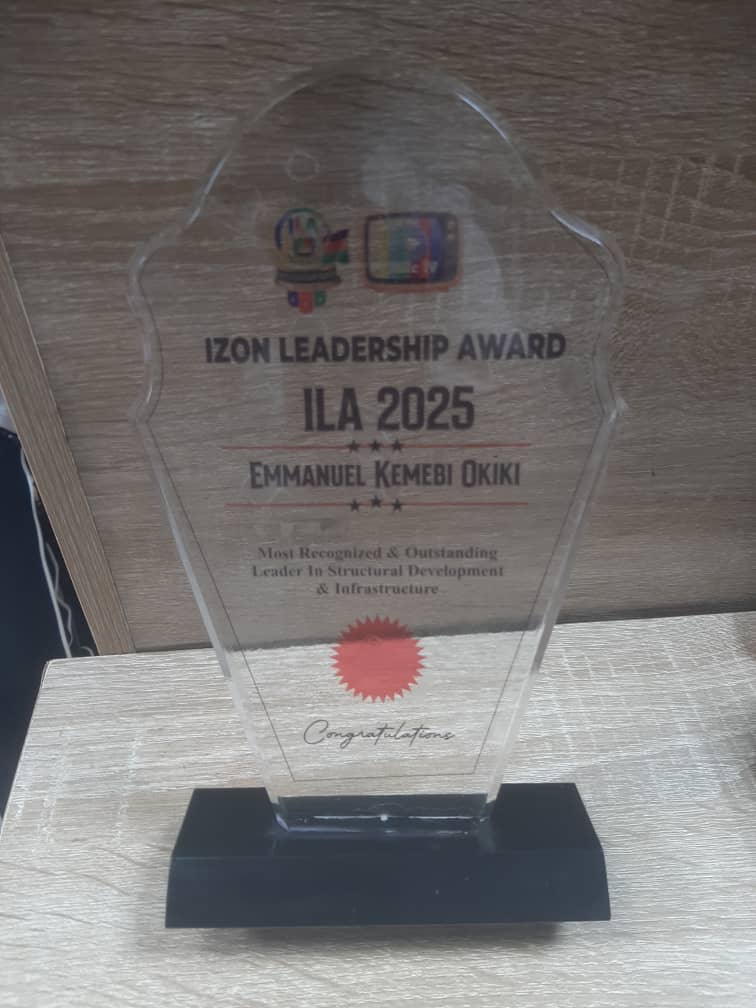 IZON LEADERSHIP AWARD
ILA 2025
EMMANUEL KEMEBI OKIKI
Most Recognized & Outstanding
Leader In Structural Development
& Infrastructure
Congratulations